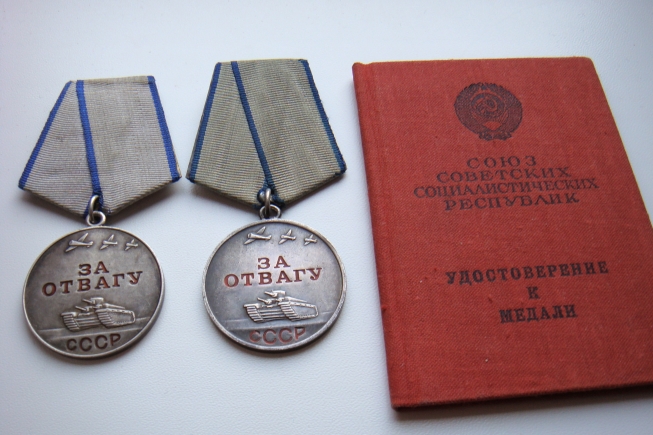 ЗА
ОТВАГУ
СССР
ЗА
ОТВАГУ
СССР
СОЮЗ
СОВЕТСКИХ
СОЦИАЛИСТИЧЕСКИХ
РЕСПУБЛИК
УДОСТОВЕРЕНИЕ
К
МЕДАЛИ